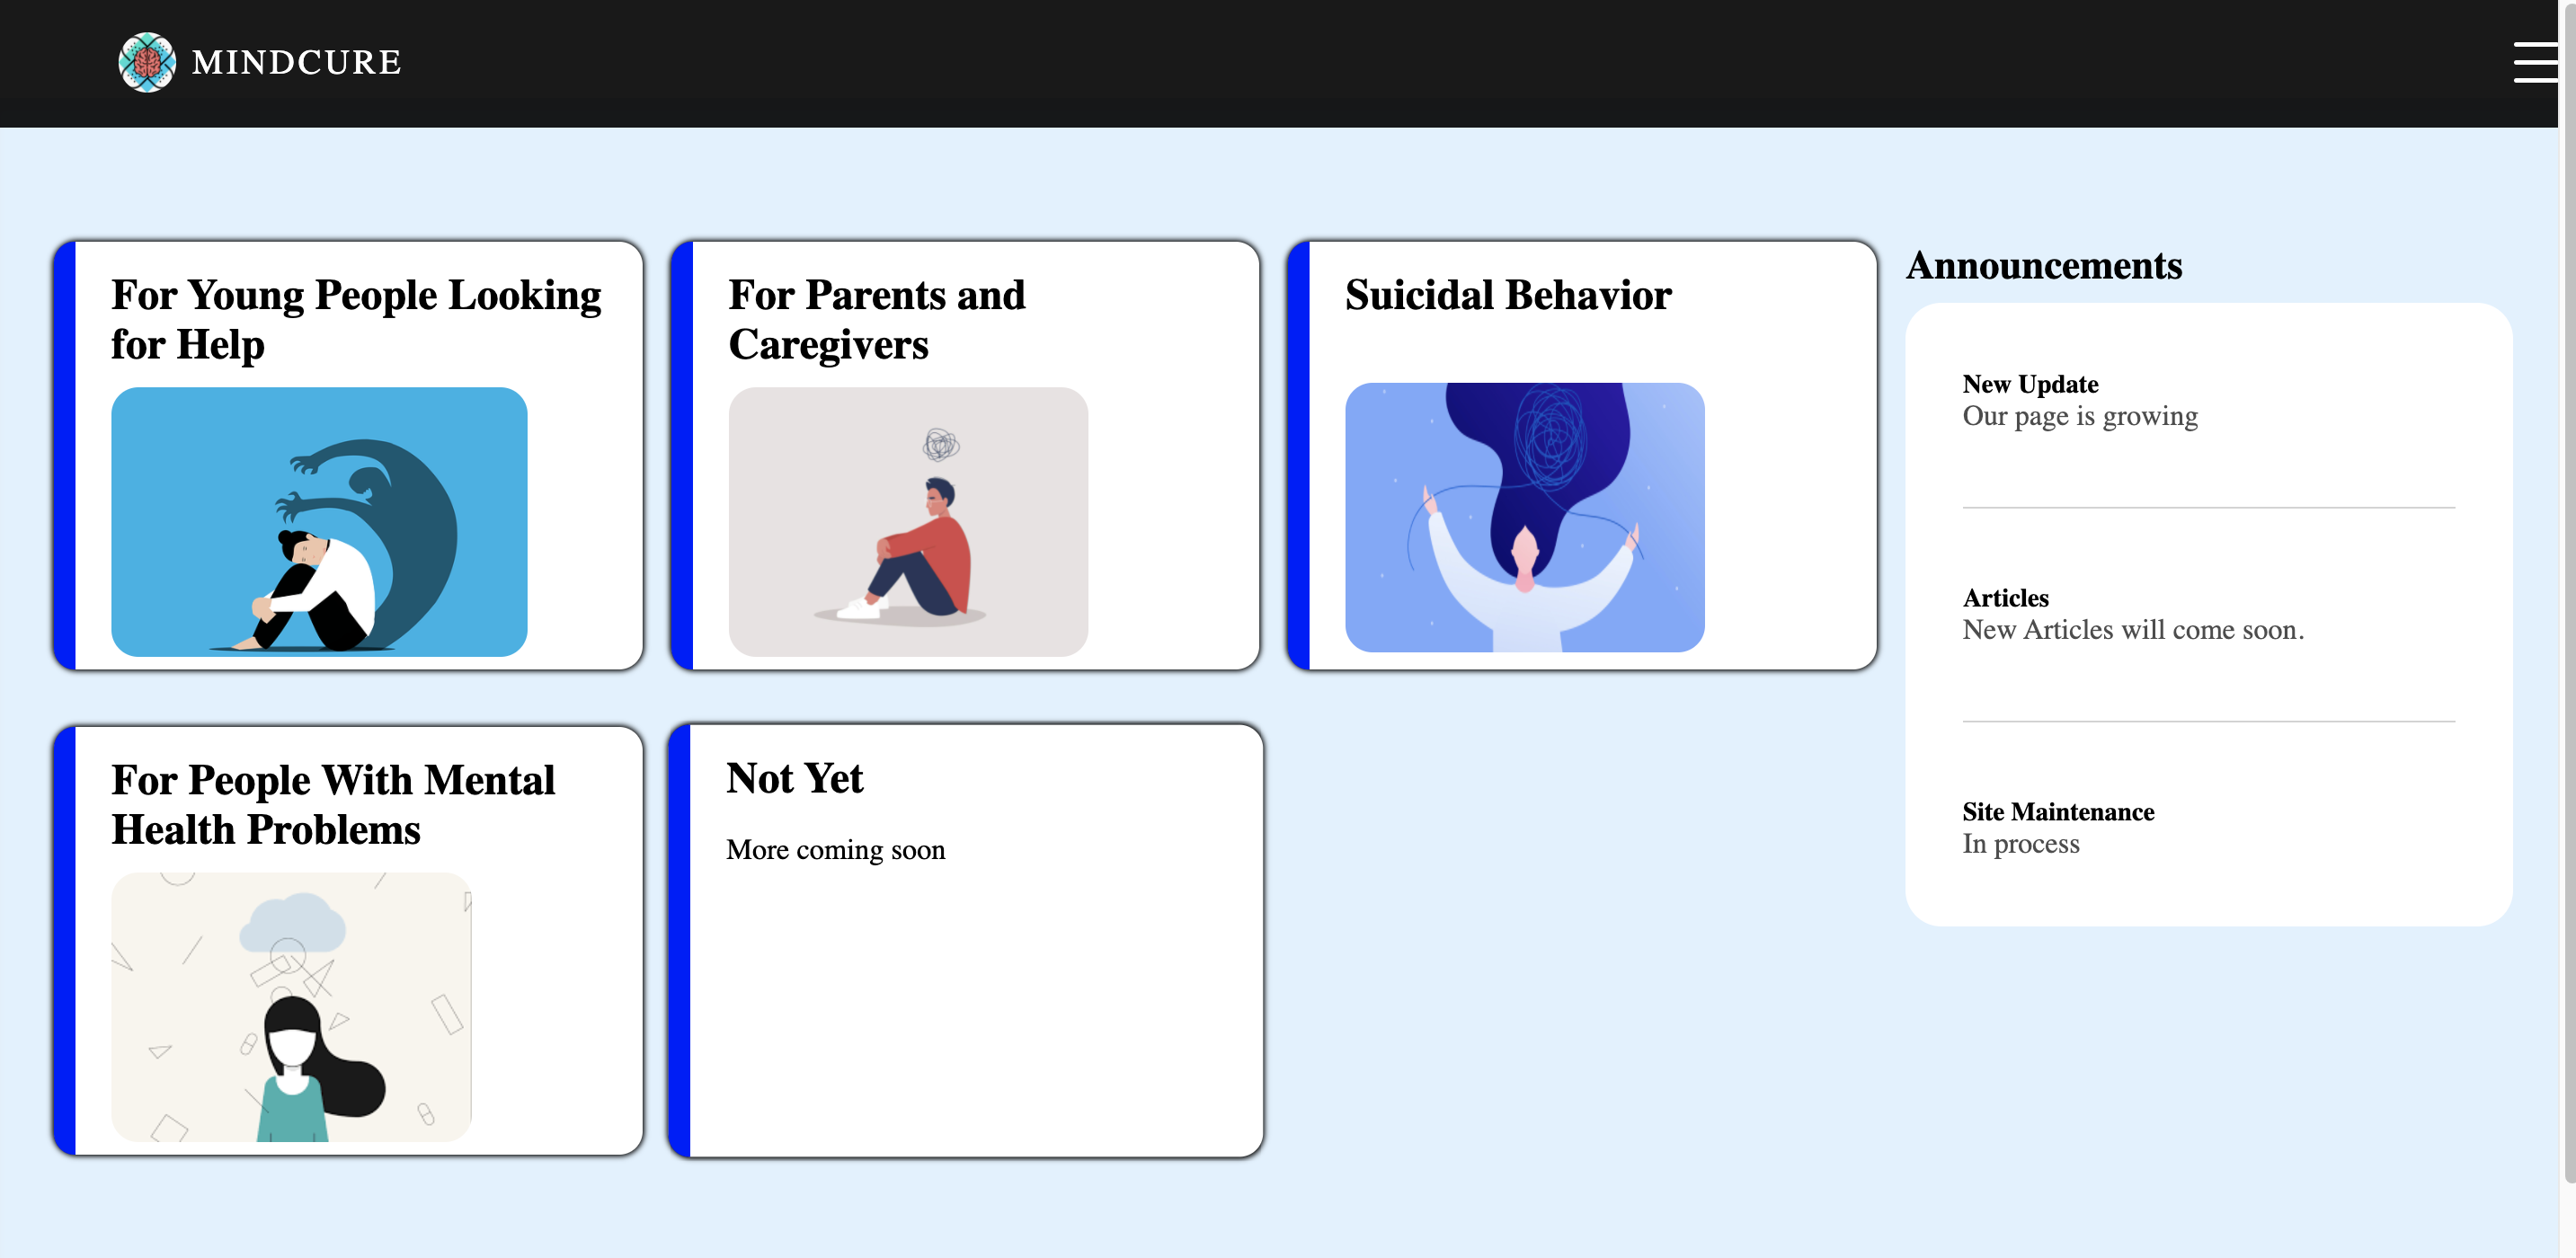 MINDCURE
For Young People Looking
for Help
For Parents and
Caregivers
Suicidal Behavior
For People With Mental
Health Problems
Not Yet
More coming soon
Announcements
New Update
Our page is growing
Articles
New Articles will come soon.
Site Maintenance
In process